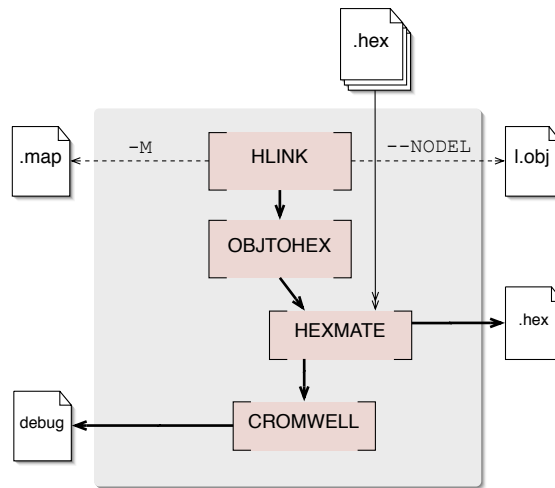 .hex
.map
-M
HLINK
--NODEL
l.obj
OBJTOHEX
HEXMATE
.hex
debug
CROMWELL